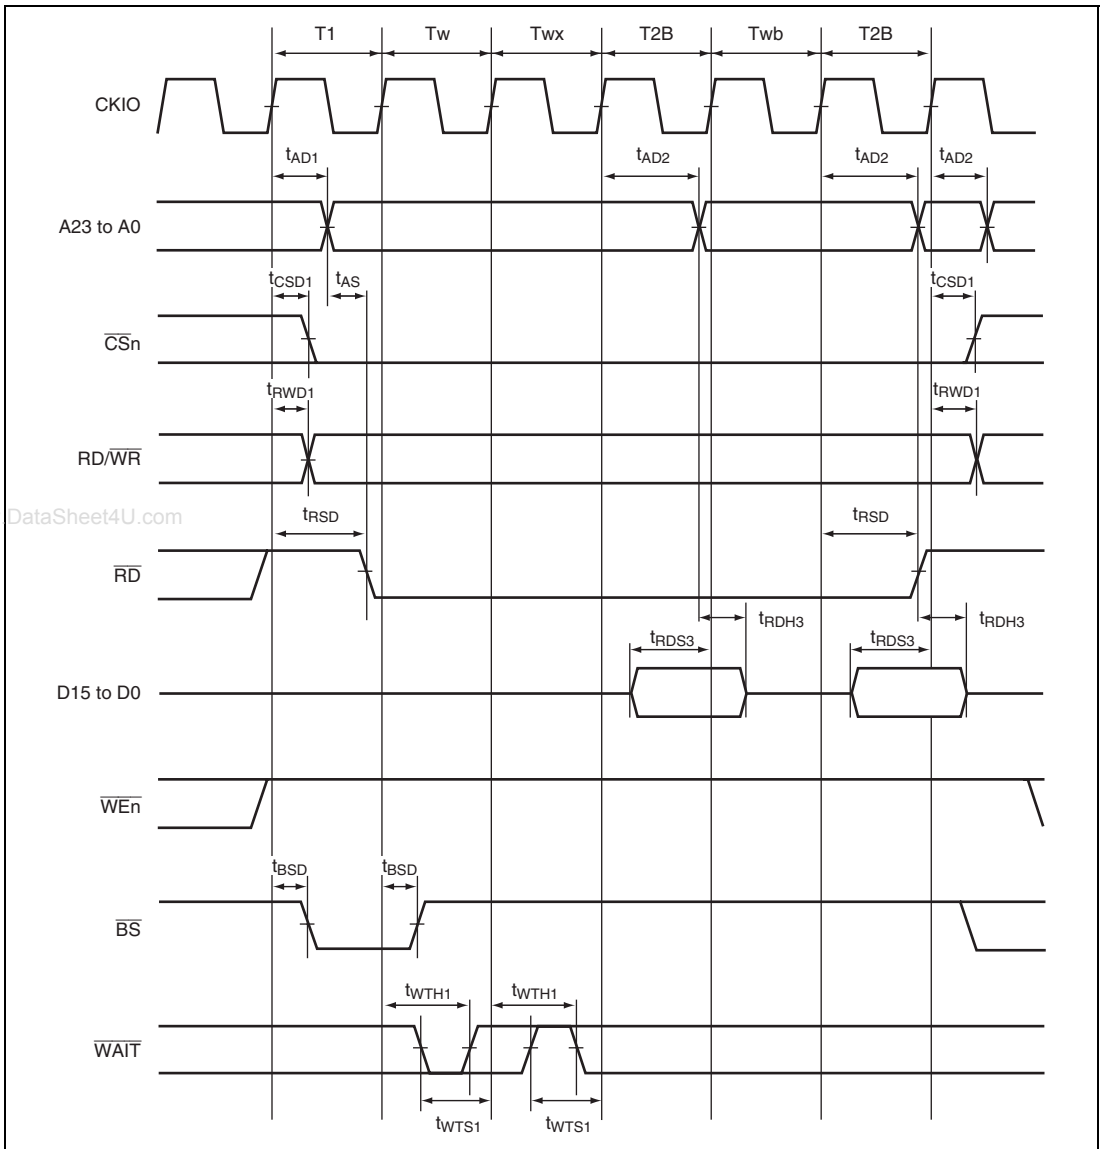 T1 Tw Twx T2B Twb T2B
CKIO
tAD1 tAD2 tAD2 tAD2
A23 to A0
tCSD1 tAS tCSD1
CSn
tRWD1 tRWD1
RD/WR
DataSheet4U.com
tRSD tRSD
RD
tRDH3 tRDH3
tRDS3 tRDS3
D15 to D0
WEn
tBSD tBSD
BS
tWTH1 tWTH1
WAIT
tWTS1 tWTS1